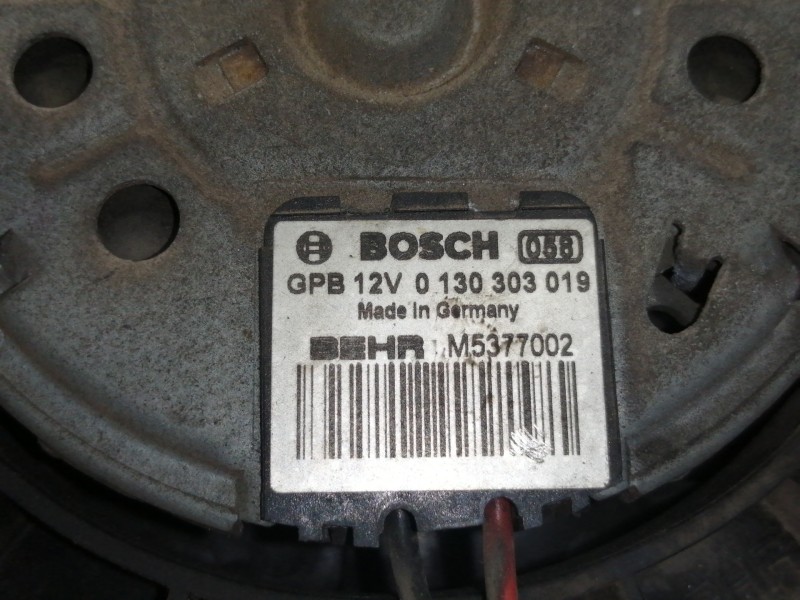 BOSCH 058
GPB 12V 0 130 303 019
Made in Germany
BEHR M5377002